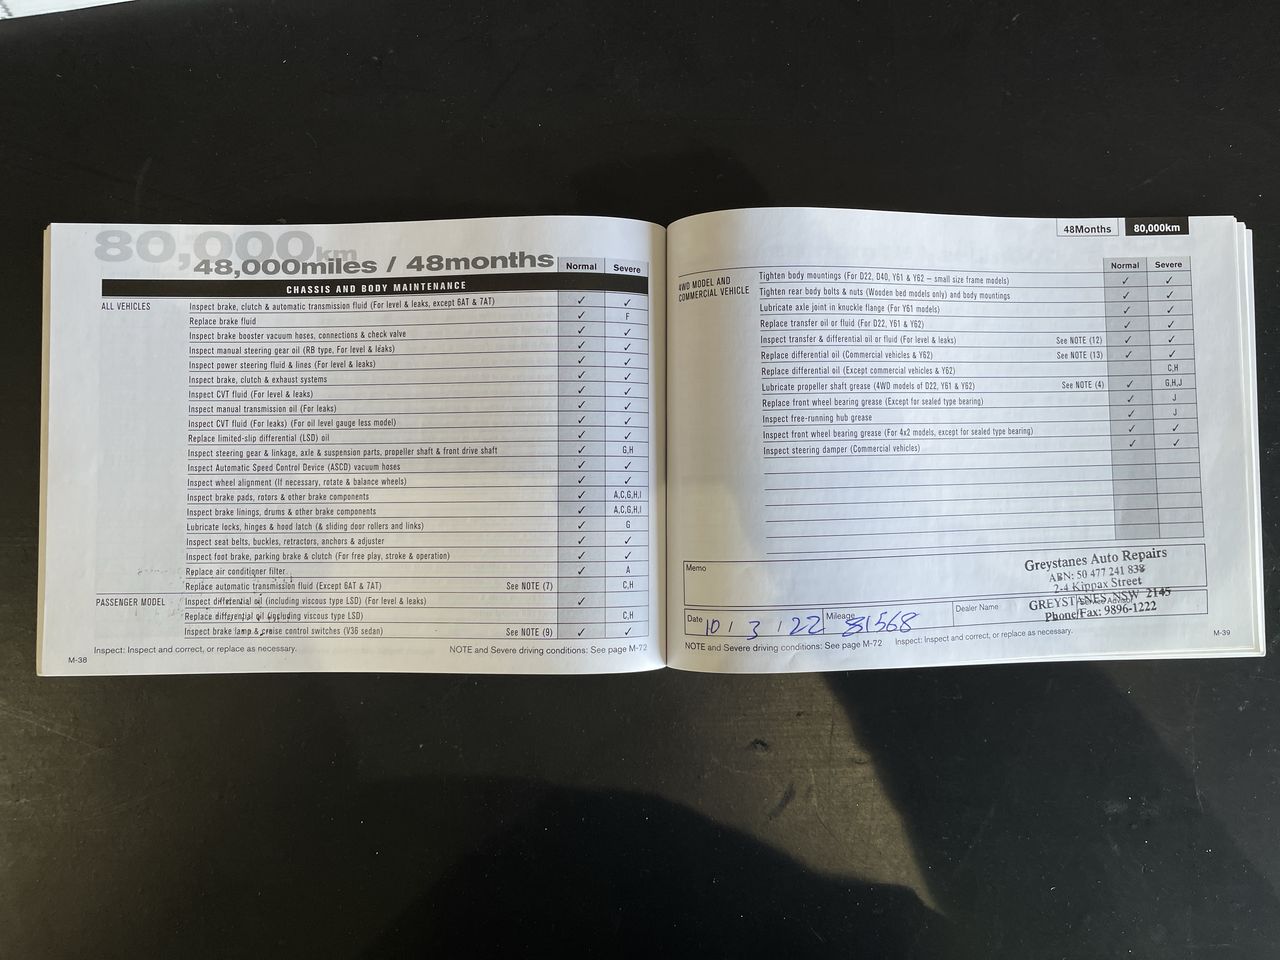 80,000km
48,000miles / 48months
Normal Severe
CHASSIS AND BODY MAINTENANCE
ALL VEHICLES Inspect brake, clutch & automatic transmission fluid (For level & leaks, except 6AT & 7AT) ✓ ✓
Replace brake fluid ✓ F
Inspect brake booster vacuum hoses, connections & check valve ✓ ✓
Inspect manual steering gear oil (RB type, For level & leaks) ✓ ✓
Inspect power steering fluid & lines (For level & leaks) ✓ ✓
Inspect brake, clutch & exhaust systems ✓ ✓
Inspect CVT fluid (For level & leaks) ✓ ✓
Inspect manual transmission oil (For leaks) ✓ ✓
Inspect CVT fluid (For leaks) (For oil level gauge less model) ✓ ✓
Replace limited-slip differential (LSD) oil ✓ ✓
Inspect steering gear & linkage, axle & suspension parts, propeller shaft & front drive shaft ✓ G,H
Inspect Automatic Speed Control Device (ASCD) vacuum hoses ✓ ✓
Inspect wheel alignment (If necessary, rotate & balance wheels) ✓ ✓
Inspect brake pads, rotors & other brake components ✓ A,C,G,H,I
Inspect brake linings, drums & other brake components ✓ A,C,G,H,I
Lubricate locks, hinges & hood latch (& sliding door rollers and links) ✓ G
Inspect seat belts, buckles, retractors, anchors & adjuster ✓ ✓
Inspect foot brake, parking brake & clutch (For free play, stroke & operation) ✓ ✓
Replace air conditioner filter ✓ A
Replace automatic transmission fluid (Except 6AT & 7AT) See NOTE (7) C,H
PASSENGER MODEL Inspect differential oil (including viscous type LSD) (For level & leaks) ✓
Replace differential oil (including viscous type LSD) C,H
Inspect brake lamp & cruise control switches (V36 sedan) See NOTE (9) ✓ ✓
Inspect: Inspect and correct, or replace as necessary. NOTE and Severe driving conditions: See page M-72
M-38
48Months 80,000km
Normal Severe
4WD MODEL AND COMMERCIAL VEHICLE Tighten body mountings (For D22, D40, Y61 & Y62 – small size frame models) ✓ ✓
Tighten rear body bolts & nuts (Wooden bed models only) and body mountings ✓ ✓
Lubricate axle joint in knuckle flange (For Y61 models) ✓ ✓
Replace transfer oil or fluid (For D22, Y61 & Y62) ✓ ✓
Inspect transfer & differential oil or fluid (For level & leaks) See NOTE (12) ✓ ✓
Replace differential oil (Commercial vehicles & Y62) See NOTE (13) ✓ ✓
Replace differential oil (Except commercial vehicles & Y62) C,H
Lubricate propeller shaft grease (4WD models of D22, Y61 & Y62) See NOTE (4) ✓ G,H,J
Replace front wheel bearing grease (Except for sealed type bearing) ✓ J
Inspect free-running hub grease ✓ J
Inspect front wheel bearing grease (For 4x2 models, except for sealed type bearing) ✓ ✓
Inspect steering damper (Commercial vehicles) ✓ ✓
Memo
Greystanes Auto Repairs
ABN: 50 477 241 838
2-4 Kippax Street
GREYSTANES NSW 2145
Phone/Fax: 9896-1222
Date 10 / 3 / 22 Mileage 81568 Dealer Name
NOTE and Severe driving conditions: See page M-72 Inspect: Inspect and correct, or replace as necessary.
M-39